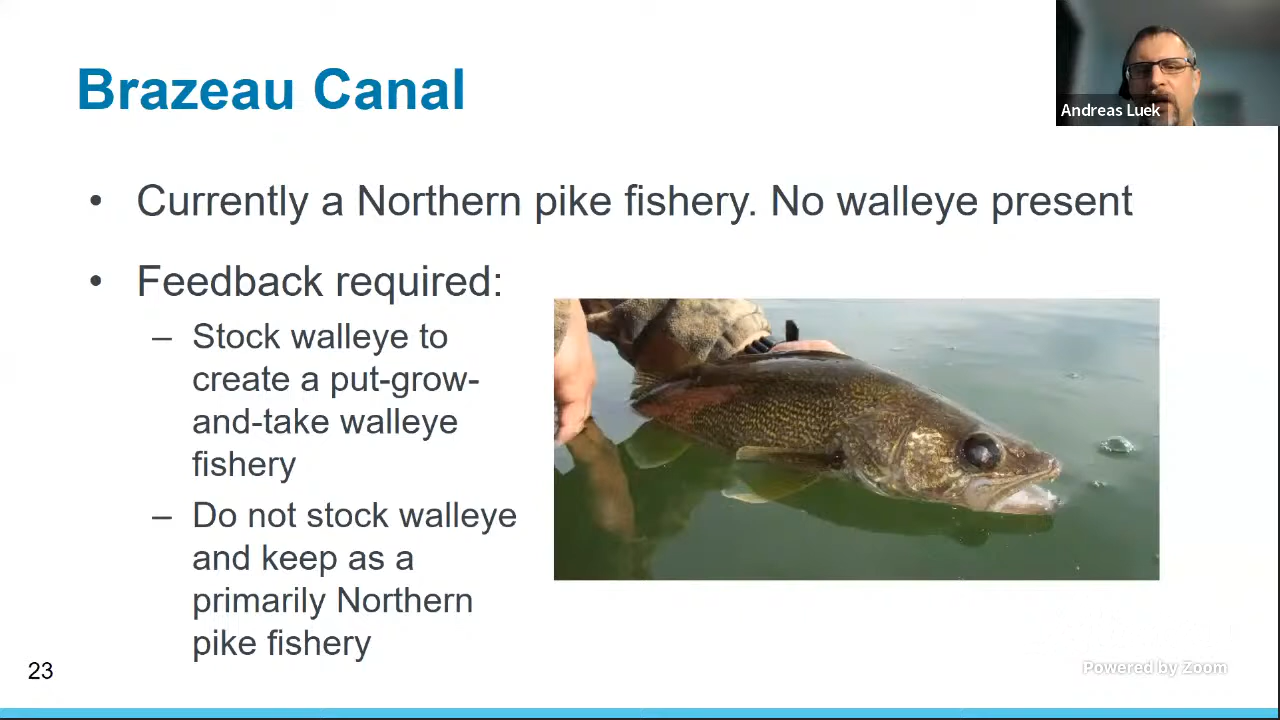 Brazeau Canal
Andreas Luek
• Currently a Northern pike fishery. No walleye present
• Feedback required:
– Stock walleye to
create a put-grow-
and-take walleye
fishery
– Do not stock walleye
and keep as a
primarily Northern
pike fishery
23
Powered by Zoom